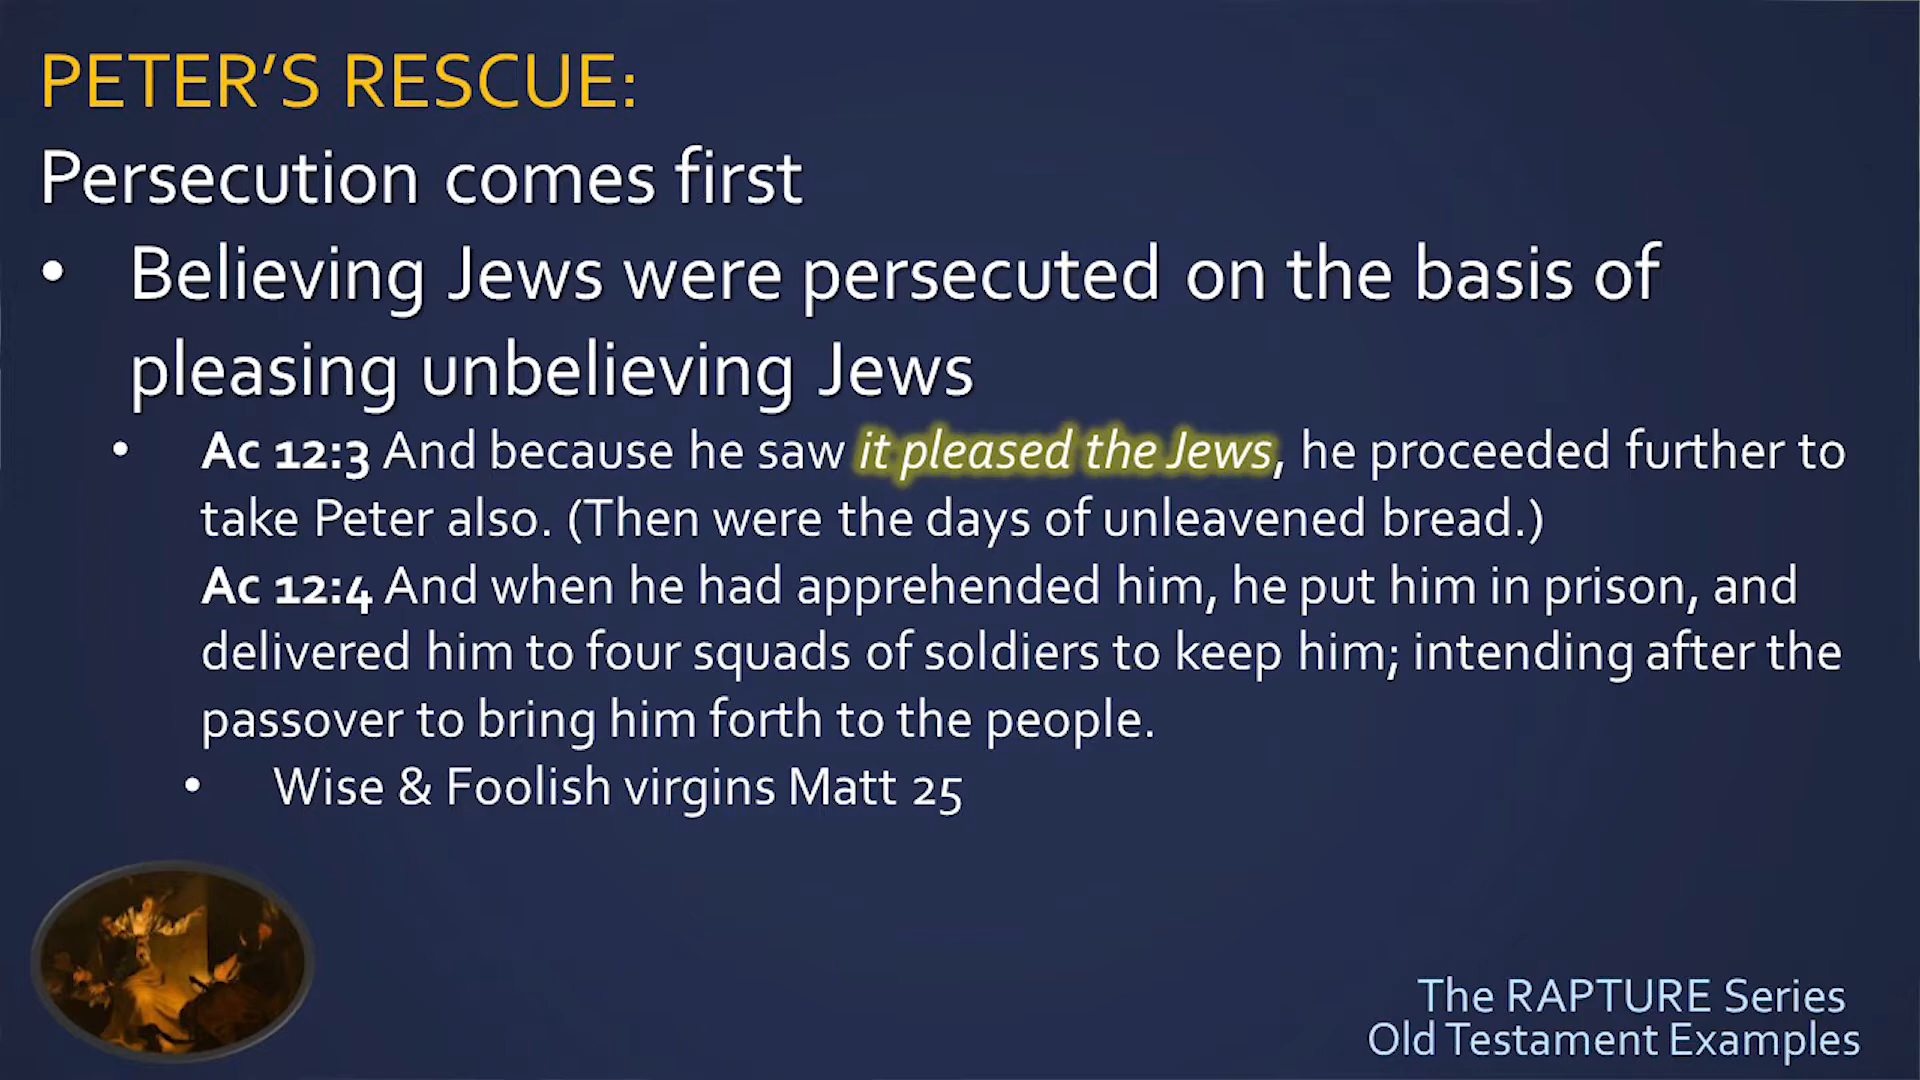 PETER’S RESCUE:
Persecution comes first
• Believing Jews were persecuted on the basis of
pleasing unbelieving Jews
• Ac 12:3 And because he saw it pleased the Jews, he proceeded further to
take Peter also. (Then were the days of unleavened bread.)
Ac 12:4 And when he had apprehended him, he put him in prison, and
delivered him to four squads of soldiers to keep him; intending after the
passover to bring him forth to the people.
• Wise & Foolish virgins Matt 25
The RAPTURE Series
Old Testament Examples